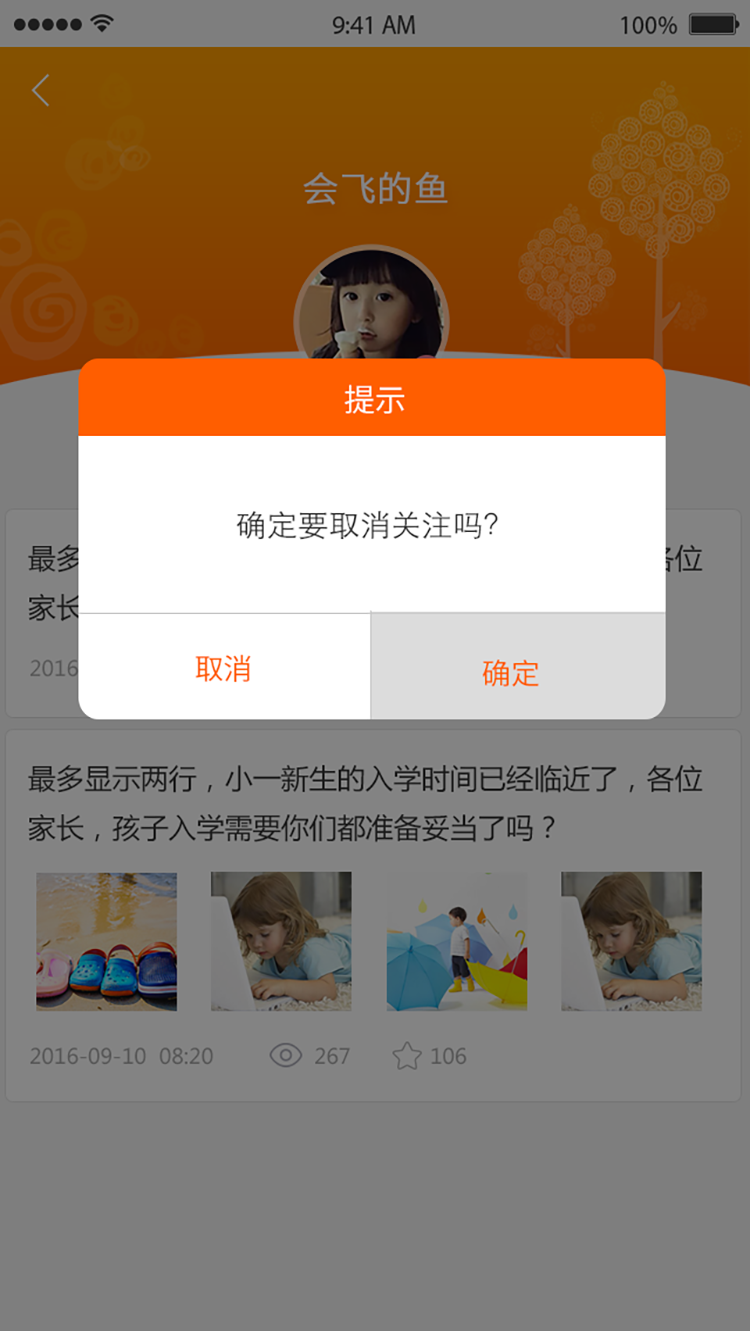 9:41 AM 100%
会飞的鱼
提示
确定要取消关注吗?
最多 各位
家长
2016
取消 确定
最多显示两行，小一新生的入学时间已经临近了，各位
家长，孩子入学需要你们都准备妥当了吗？
2016-09-10 08:20 267 106